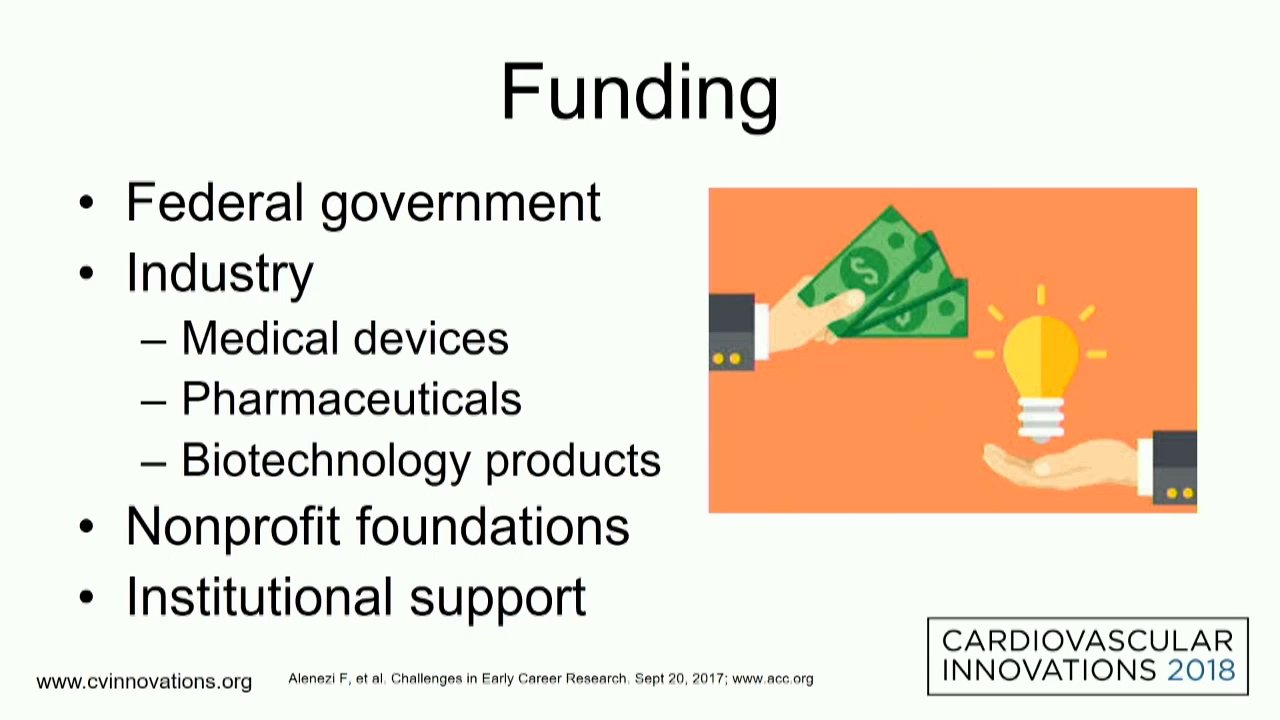 Funding
• Federal government
• Industry
– Medical devices
– Pharmaceuticals
– Biotechnology products
• Nonprofit foundations
• Institutional support
CARDIOVASCULAR
INNOVATIONS 2018
www.cvinnovations.org
Alenezi F, et al. Challenges in Early Career Research. Sept 20, 2017; www.acc.org